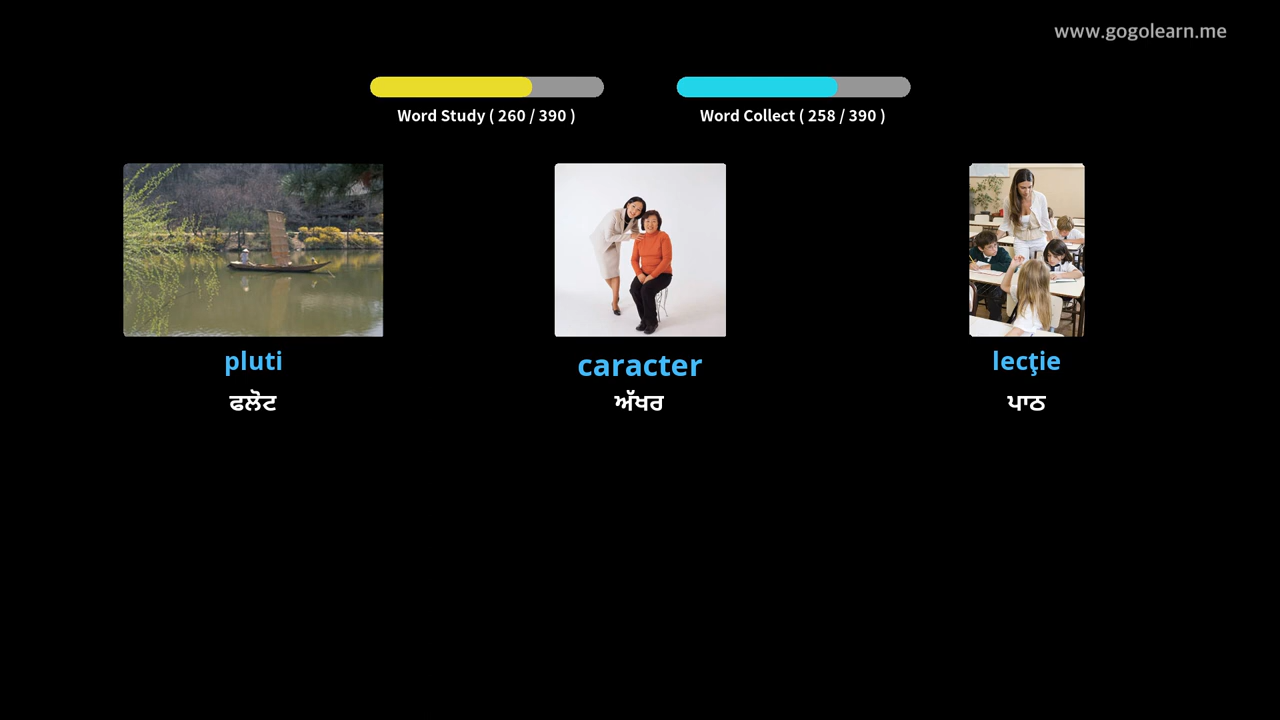 www.gogolearn.me
Word Study ( 260 / 390 )
Word Collect ( 258 / 390 )
pluti
caracter
lecţie
ਫਲੋਟ
ਅੱਖਰ
ਪਾਠ